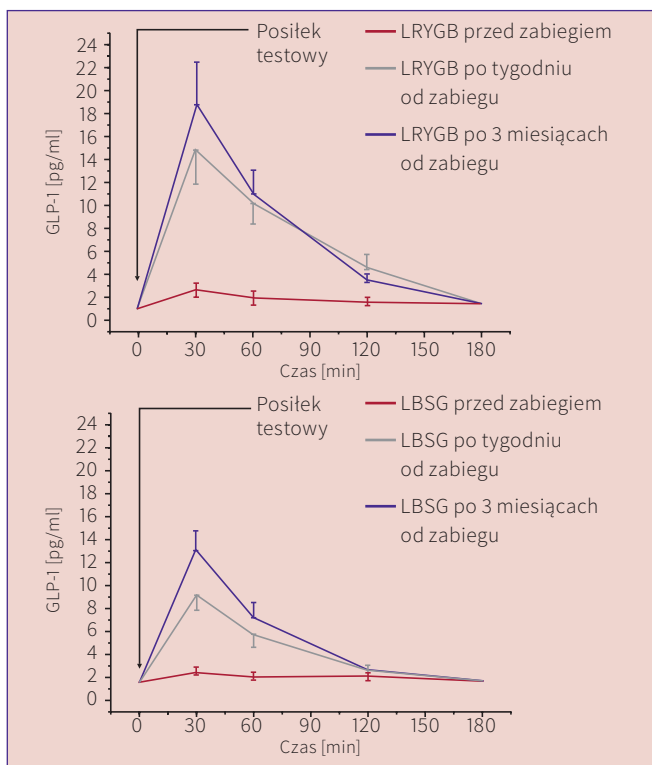 Posiłek
testowy
LRYGB przed zabiegiem
LRYGB po tygodniu
od zabiegu
LRYGB po 3 miesiącach
od zabiegu
GLP-1 [pg/ml]
24
22
20
18
16
14
12
10
8
6
4
2
0
0 30 60 90 120 150 180
Czas [min]
Posiłek
testowy
LBSG przed zabiegiem
LBSG po tygodniu
od zabiegu
LBSG po 3 miesiącach
od zabiegu
GLP-1 [pg/ml]
24
22
20
18
16
14
12
10
8
6
4
2
0
0 30 60 90 120 150 180
Czas [min]